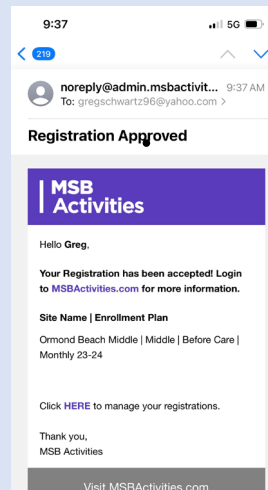 9:37 5G
219
noreply@admin.msbactivit... 9:37 AM
To: gregschwartz96@yahoo.com >
Registration Approved
MSB
Activities
Hello Greg,
Your Registration has been accepted! Login
to MSBActivities.com for more information.
Site Name | Enrollment Plan
Ormond Beach Middle | Middle | Before Care |
Monthly 23-24
Click HERE to manage your registrations.
Thank you,
MSB Activities
Visit MSBActivities.com